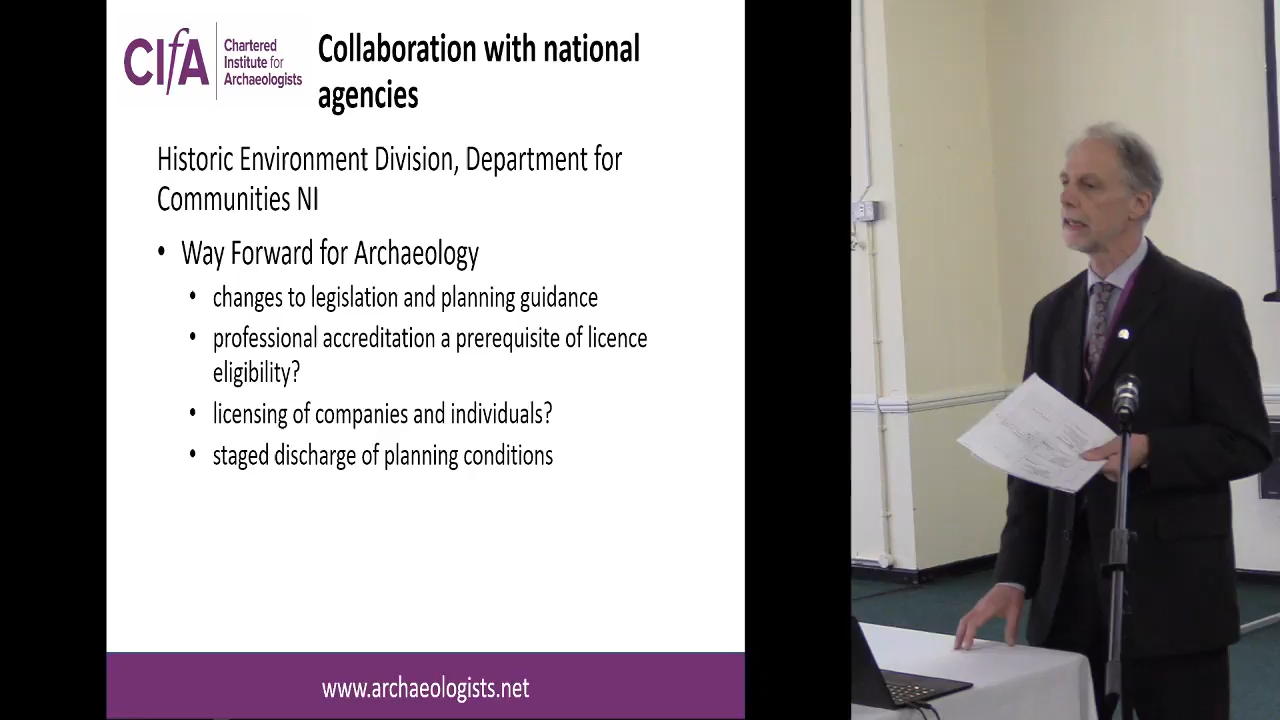 CIfA
Chartered
Institute for
Archaeologists
Collaboration with national
agencies
Historic Environment Division, Department for
Communities NI
• Way Forward for Archaeology
• changes to legislation and planning guidance
• professional accreditation a prerequisite of licence
eligibility?
• licensing of companies and individuals?
• staged discharge of planning conditions
www.archaeologists.net